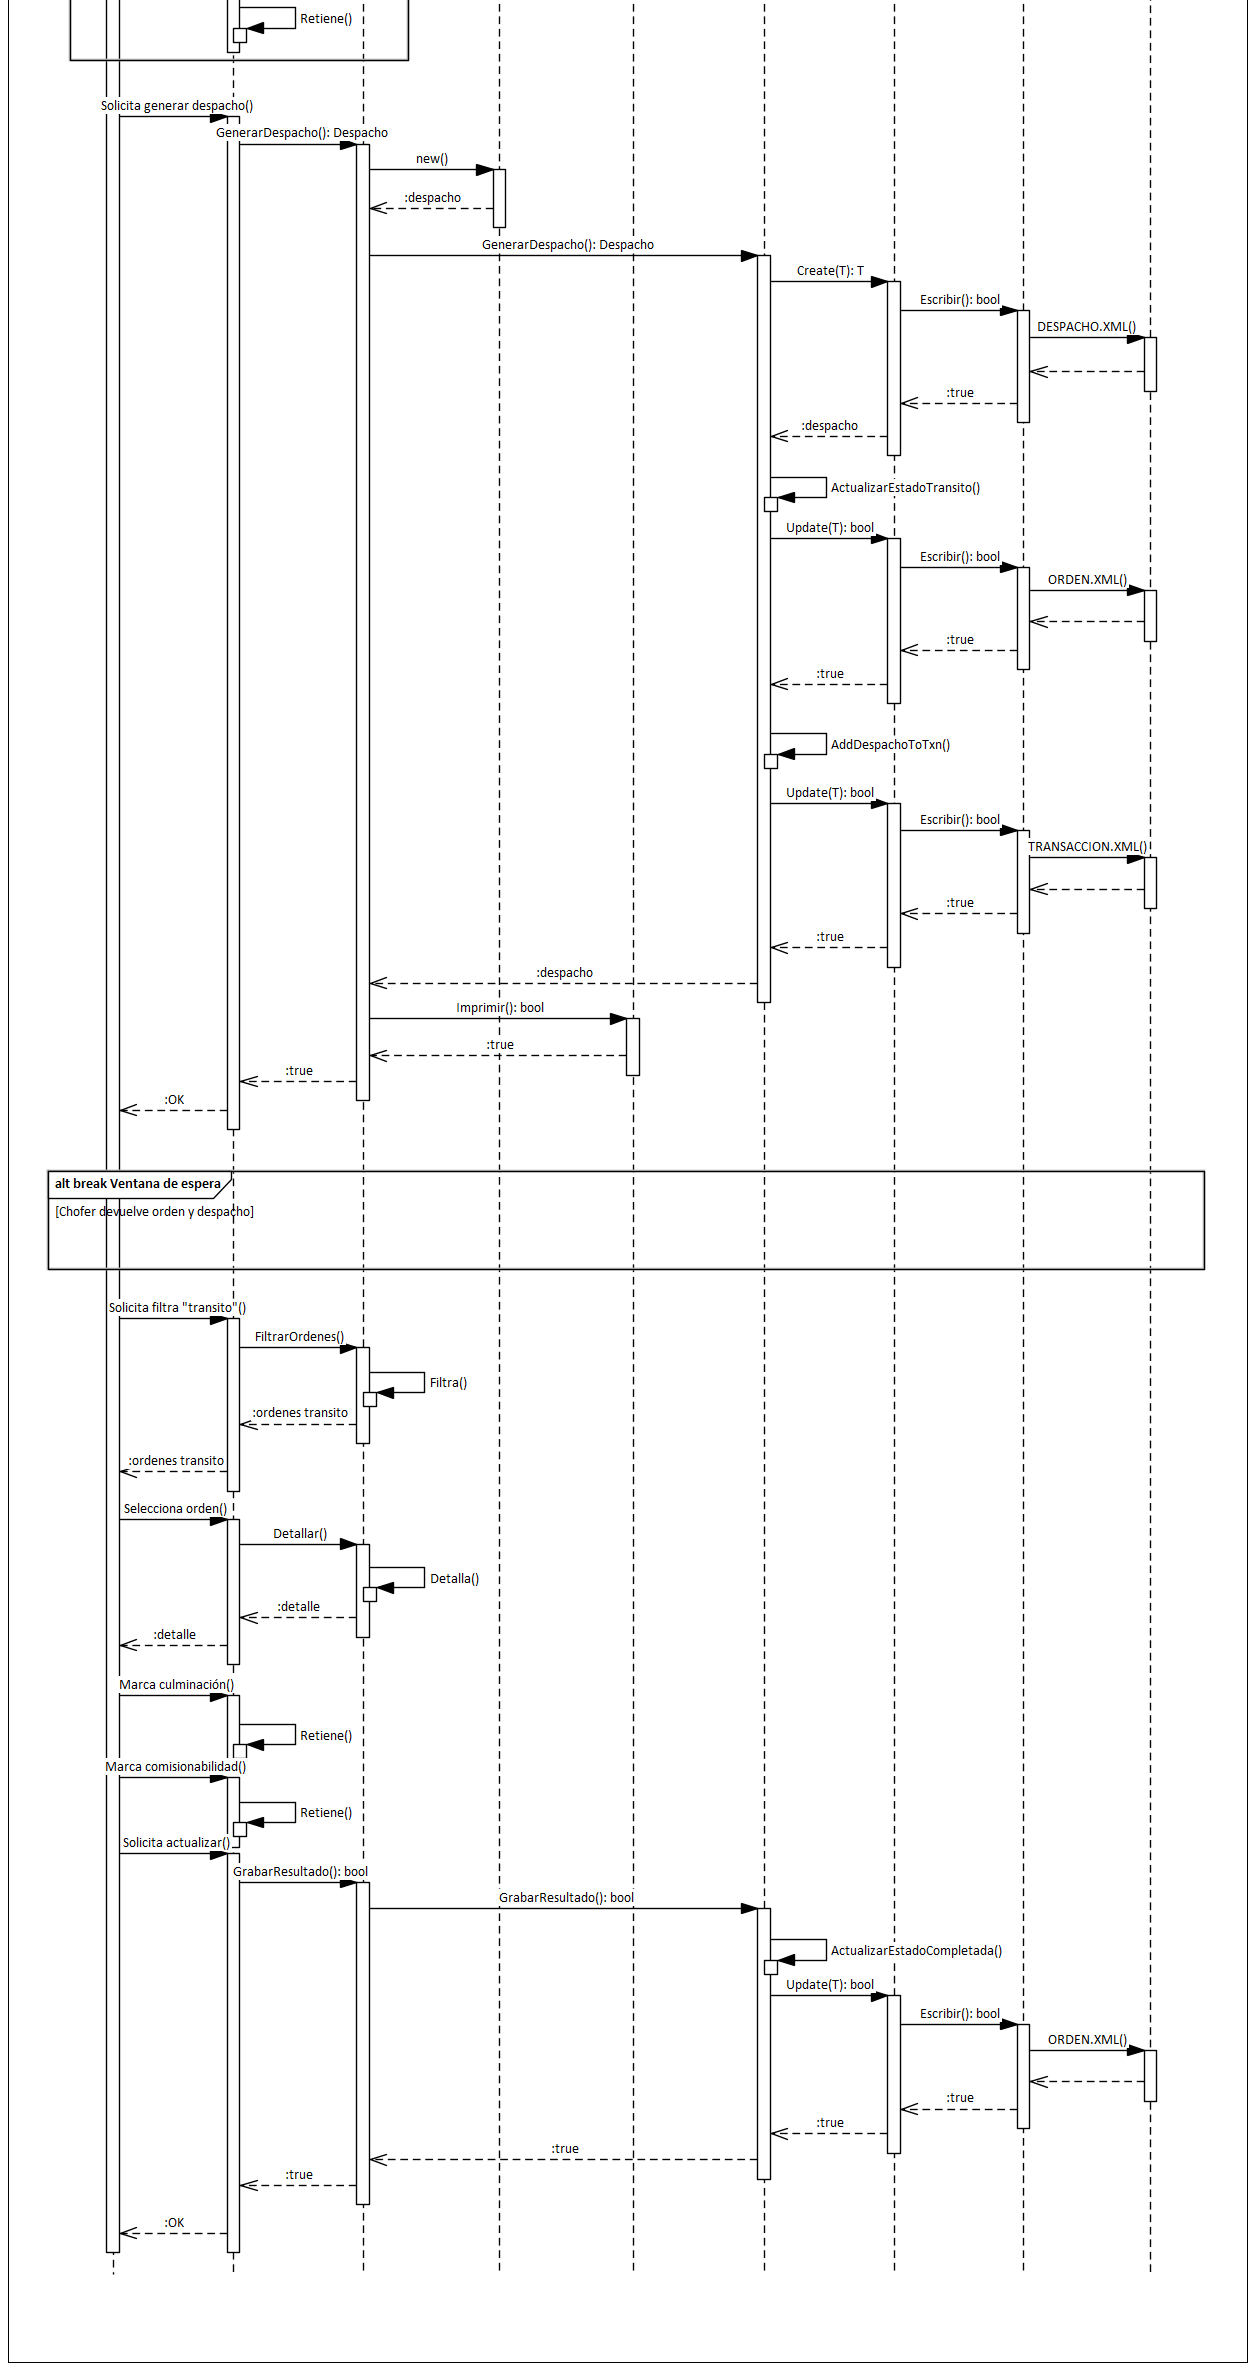 Retiene()
Solicita generar despacho()
GenerarDespacho(): Despacho
new()
:despacho
GenerarDespacho(): Despacho
Create(T): T
Escribir(): bool
DESPACHO.XML()
:true
:despacho
ActualizarEstadoTransito()
Update(T): bool
Escribir(): bool
ORDEN.XML()
:true
:true
AddDespachoToTxn()
Update(T): bool
Escribir(): bool
TRANSACCION.XML()
:true
:true
:despacho
Imprimir(): bool
:true
:true
:OK
alt break Ventana de espera
[Chofer devuelve orden y despacho]
Solicita filtra "transito"()
FiltrarOrdenes()
Filtra()
:ordenes transito
:ordenes transito
Selecciona orden()
Detallar()
Detalla()
:detalle
:detalle
Marca culminación()
Retiene()
Marca comisionabilidad()
Retiene()
Solicita actualizar()
GrabarResultado(): bool
GrabarResultado(): bool
ActualizarEstadoCompletada()
Update(T): bool
Escribir(): bool
ORDEN.XML()
:true
:true
:true
:true
:OK